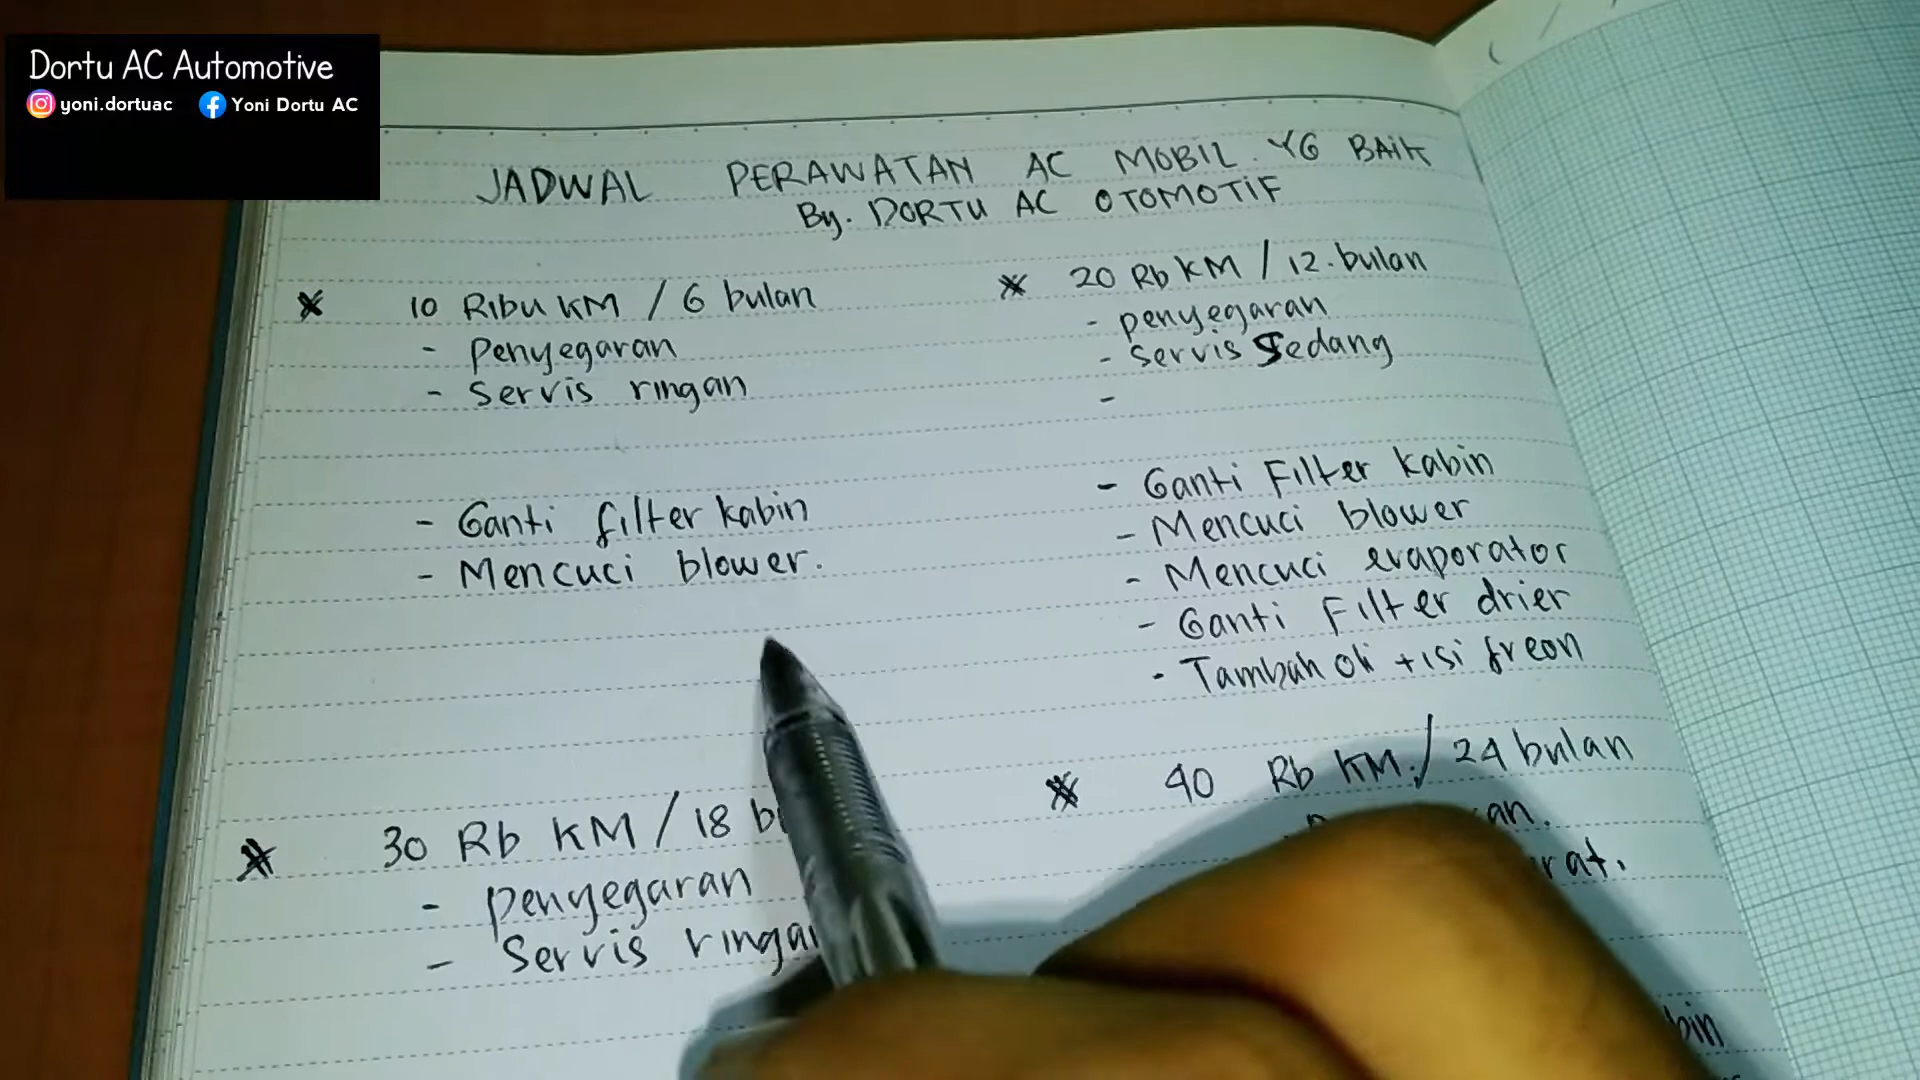 Dortu AC Automotive
yoni.dortuac Yoni Dortu AC
JADWAL PERAWATAN AC MOBIL YG BAIK
By. DORTU AC OTOMOTIF
* 10 Ribu KM / 6 bulan
- Penyegaran
- Servis ringan
- Ganti filter kabin
- Mencuci blower.
* 20 Rb KM / 12.bulan
- penyegaran
- Servis Sedang
-
- Ganti Filter kabin
- Mencuci blower
- Mencuci evaporator
- Ganti Filter drier
- Tambah oli + isi freon
* 30 Rb KM / 18
- penyegaran
- Servis
* 40 Rb KM / 24 bulan